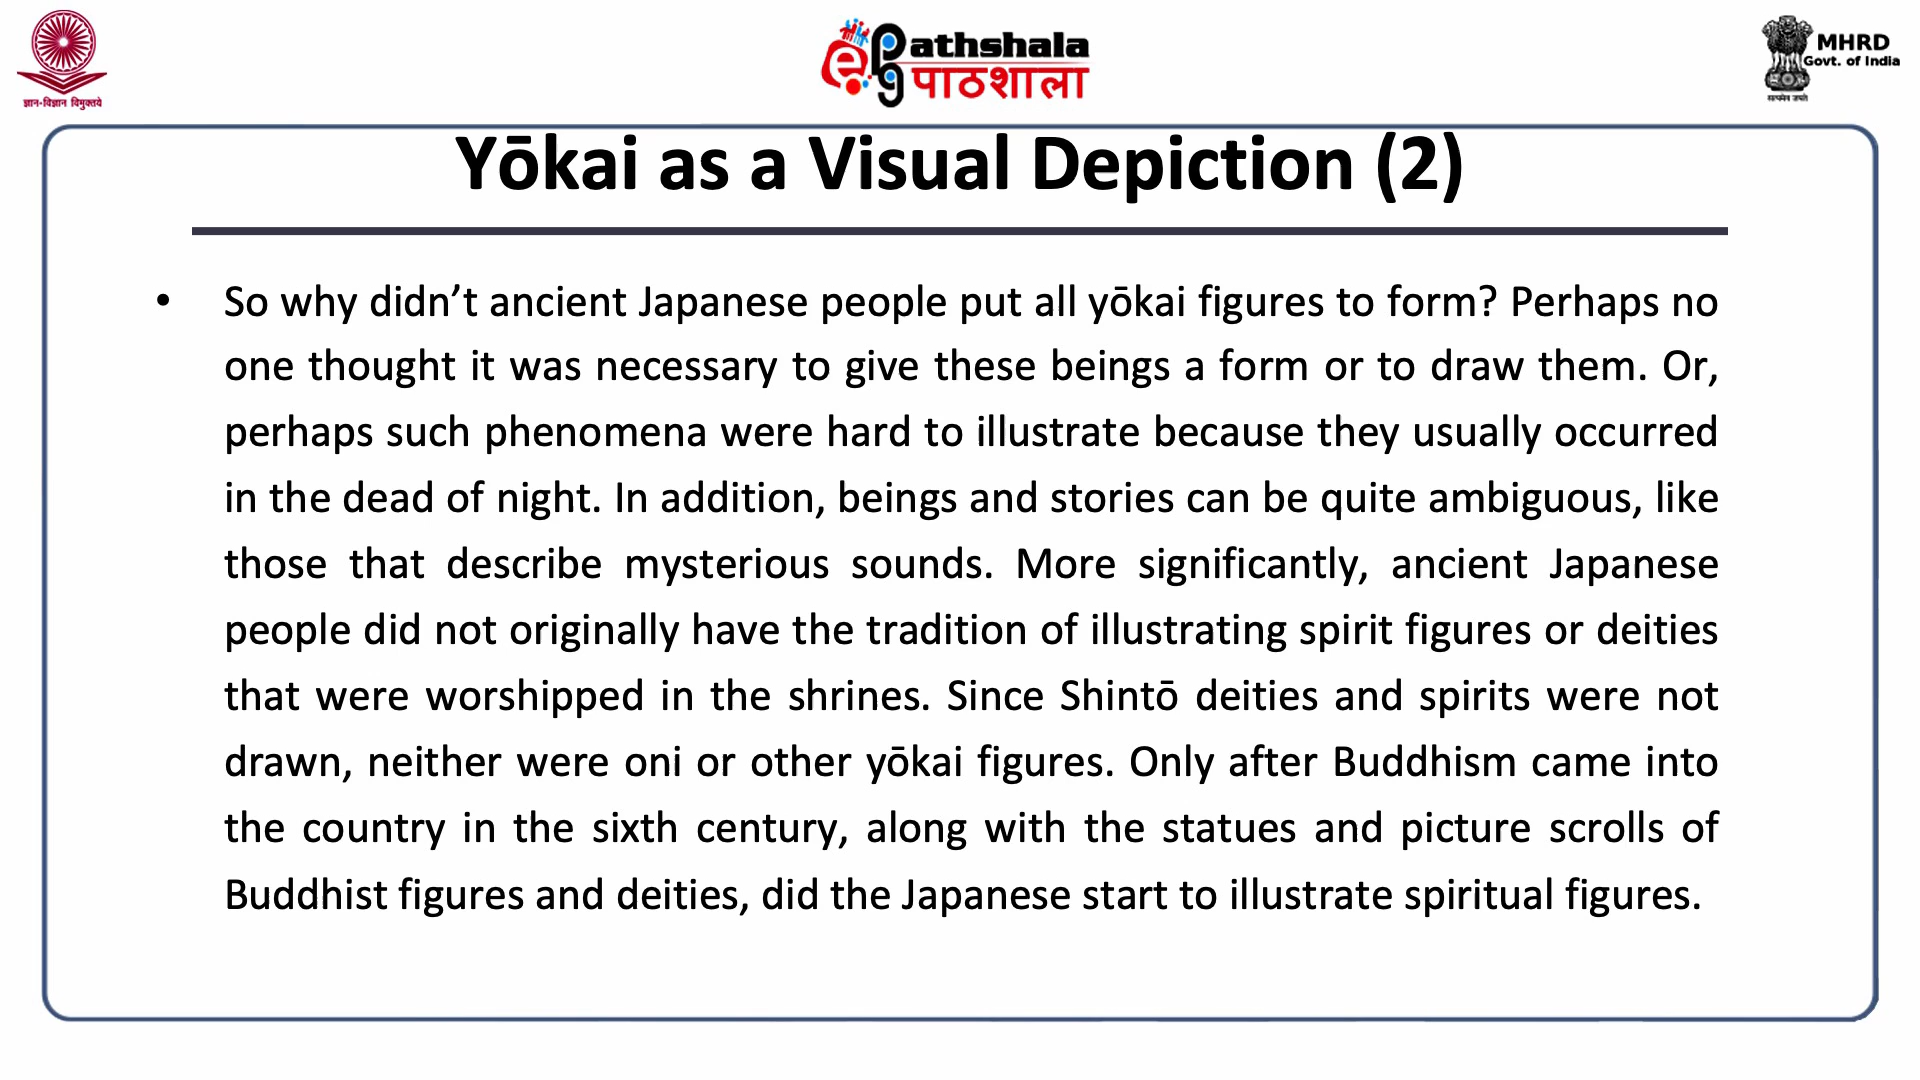 ज्ञान-विज्ञान विमुक्तये
ePG Pathshala
पाठशाला
MHRD
Govt. of India
सत्यमेव जयते
Yōkai as a Visual Depiction (2)
• So why didn’t ancient Japanese people put all yōkai figures to form? Perhaps no
one thought it was necessary to give these beings a form or to draw them. Or,
perhaps such phenomena were hard to illustrate because they usually occurred
in the dead of night. In addition, beings and stories can be quite ambiguous, like
those that describe mysterious sounds. More significantly, ancient Japanese
people did not originally have the tradition of illustrating spirit figures or deities
that were worshipped in the shrines. Since Shintō deities and spirits were not
drawn, neither were oni or other yōkai figures. Only after Buddhism came into
the country in the sixth century, along with the statues and picture scrolls of
Buddhist figures and deities, did the Japanese start to illustrate spiritual figures.